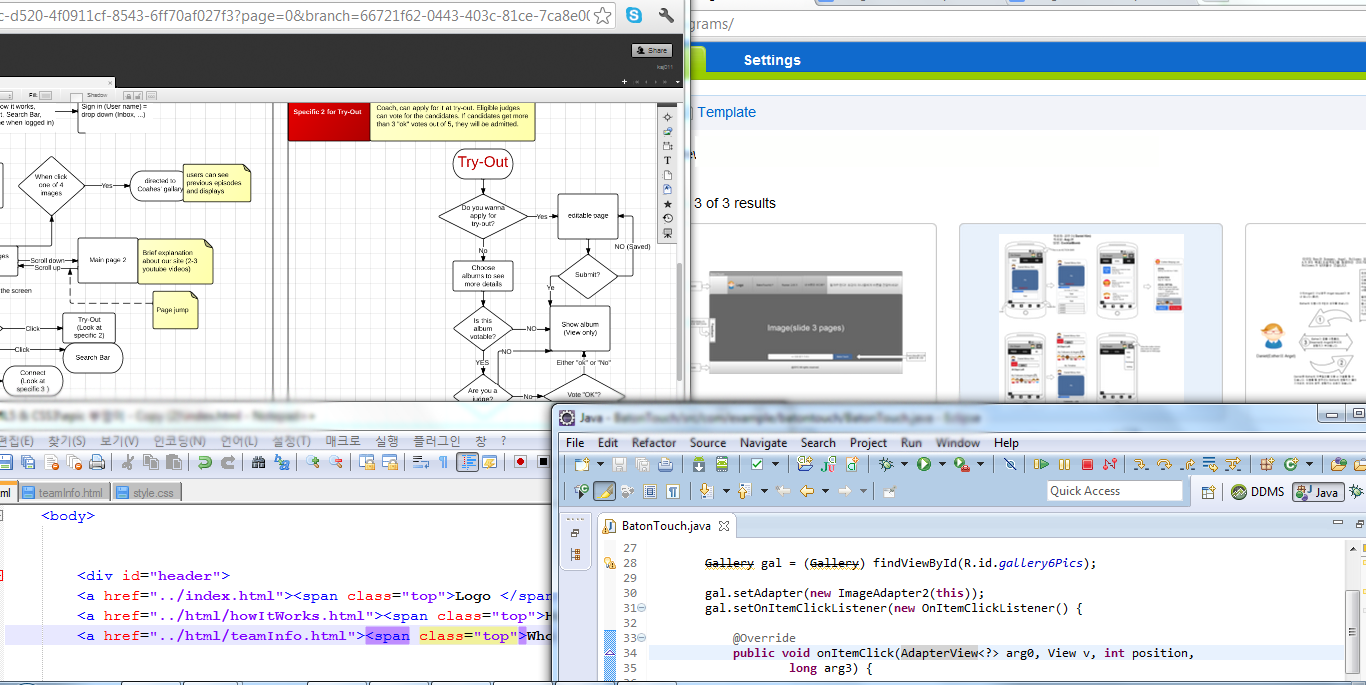 c-d520-4f0911cf-8543-6ff70af027f3?page=0&branch=66721f62-0443-403c-81ce-7ca8e00
Share
Fill:
Shadow
ow it works,
t, Search Bar,
e when logged in)
Sign in (User name) =
drop down (Inbox, ...)
When click
one of 4
images
Yes
directed to
Coahes' gallary
users can see
previous episodes
and displays
ges
Scroll down
Scroll up
Main page 2
Brief explanation
about our site (2-3
youtube videos)
the screen
Page jump
Click
Try-Out
(Look at
specific 2)
Click
Search Bar
Connect
(Look at
specific 3 )
Specific 2 for Try-Out
Coach, can apply for it at try-out. Eligible judges
can vote for the candidates. If candidates get more
than 3 "ok" votes out of 5, they will be admitted.
Try-Out
Do you wanna
apply for
try-out?
Yes
editable page
NO (Saved)
No
Choose
albums to see
more details
Submit?
Ye
Is this
album
votable?
NO
Show album
(View only)
YES
NO
Either "ok" or "No"
Are you a
judge?
No
Vote "OK"?
grams/
Settings
Template
3 of 3 results
Image(slide 3 pages)
L5 & CSS\epic 부엉이 - Copy (2)\index.html - Notepad++
편집(E) 찾기(S) 보기(V) 인코딩(N) 언어(L) 설정(T) 매크로 실행 플러그인 창 ?
ml teamInfo.html style.css
<body>
<div id="header">
<a href="../index.html"><span class="top">Logo </span
<a href="../html/howItWorks.html"><span class="top">H
<a href="../html/teamInfo.html"><span class="top">Who
Java - BatonTouch/src/com/example/batontouch/BatonTouch.java - Eclipse
File Edit Refactor Source Navigate Search Project Run Window Help
Quick Access
DDMS
Java
BatonTouch.java
27
28 Gallery gal = (Gallery) findViewById(R.id.gallery6Pics);
29
30 gal.setAdapter(new ImageAdapter2(this));
31 gal.setOnItemClickListener(new OnItemClickListener() {
32
33 @Override
34 public void onItemClick(AdapterView<?> arg0, View v, int position,
35 long arg3) {